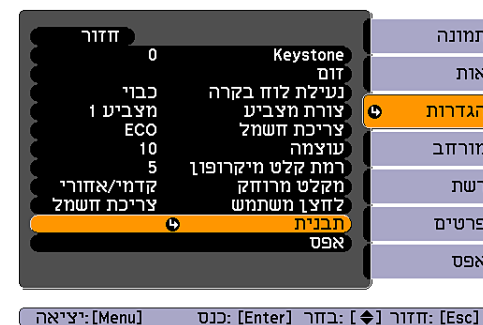 חזור
Keystone 0
זום
נעילת לוח בקרה כבוי
צורת מצביע מצביע 1
צריכת חשמל ECO
עוצמה 10
רמת קלט מיקרופון 5
מקלט מרוחק קדמי/אחורי
לחצן משתמש צריכת חשמל
תבנית
אפס
תמונה
אות
הגדרות
מורחב
רשת
פרטים
אפס
[Esc] :חזור [◆] :בחר [Enter] :כנס [Menu] :יציאה